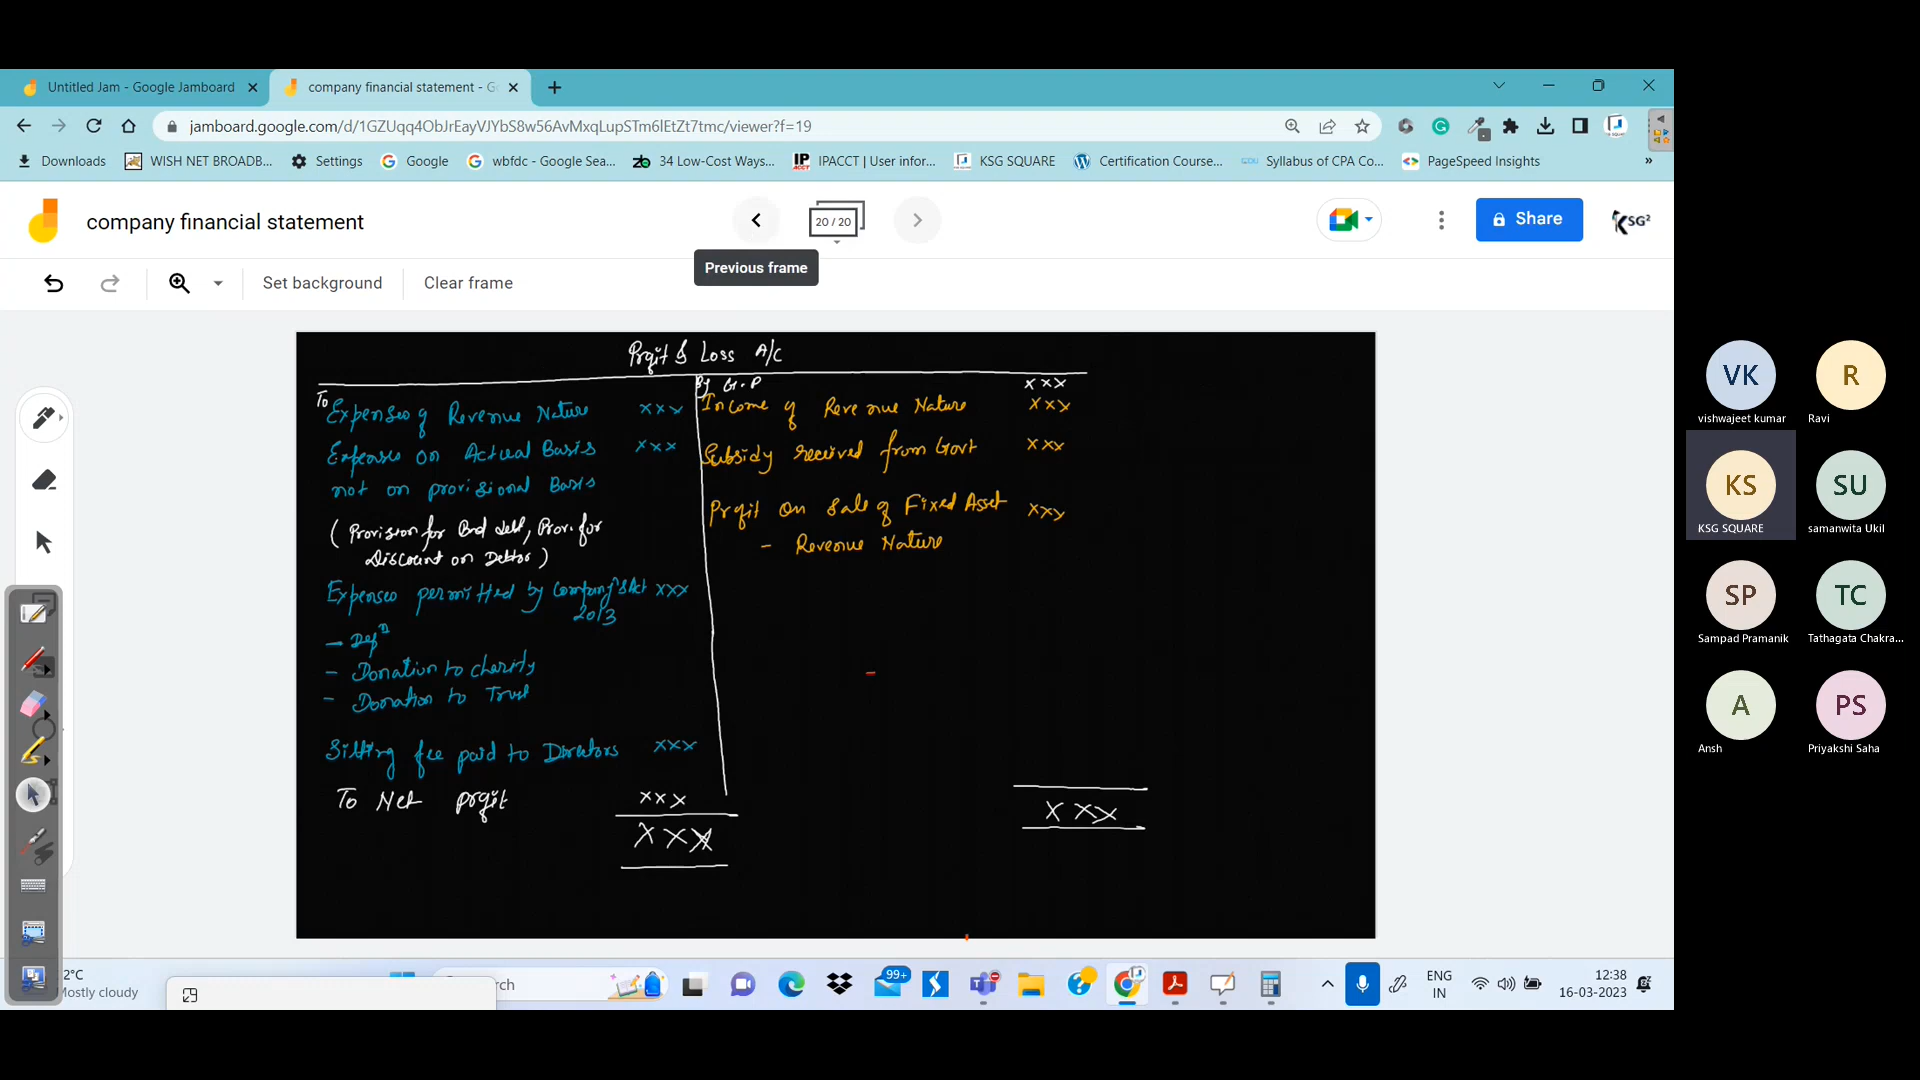 Untitled Jam - Google Jamboard
company financial statement - G
jamboard.google.com/d/1GZUqq4ObJrEayVJYbS8w56AvMxqLupSTm6lEtZt7tmc/viewer?f=19
Downloads
WISH NET BROADB...
Settings
Google
wbfdc - Google Sea...
34 Low-Cost Ways...
IPACCT | User infor...
KSG SQUARE
Certification Course...
Syllabus of CPA Co...
PageSpeed Insights
»
company financial statement
20 / 20
Share
KSG²
Previous frame
Set background
Clear frame
Profit & Loss A/C
By G.P xxx
To Expenses of Revenue Nature xxx
Income of Revenue Nature xxx
Expenses on Actual Basis xxx
not on provisional Basis
Subsidy received from Govt xxx
(Provision for Bad debt, Prov. for
Discount on Debtor)
Profit on Sale of Fixed Asset xxx
- Revenue Nature
Expenses permitted by Company's Act xxx
2013
- Depⁿ
- Donation to charity
- Donation to Trust
Sitting fee paid to Directors xxx
To Net profit xxx
xxx
xxx
VK
vishwajeet kumar
R
Ravi
KS
KSG SQUARE
SU
samanwita Ukil
SP
Sampad Pramanik
TC
Tathagata Chakra...
A
Ansh
PS
Priyakshi Saha
2°C
Mostly cloudy
rch
99+
ENG
IN
12:38
16-03-2023